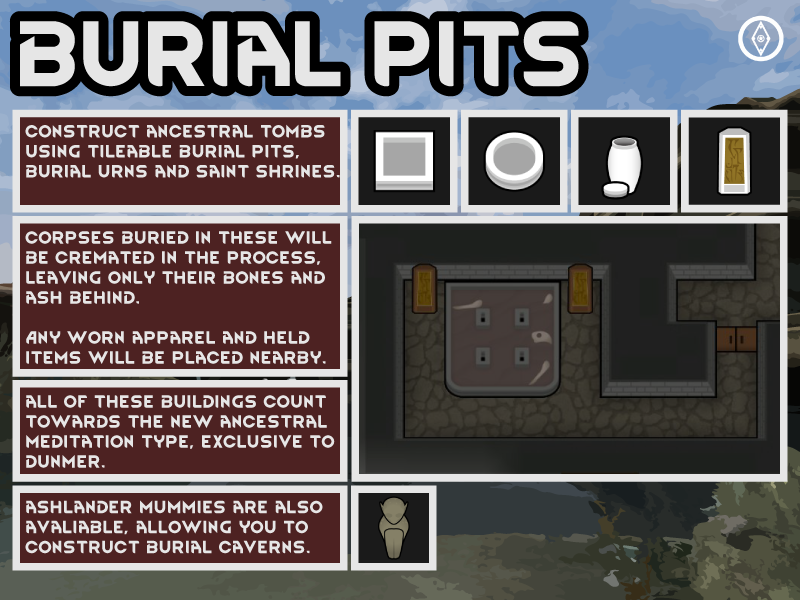 BURIAL PITS
CONSTRUCT ANCESTRAL TOMBS
USING TILEABLE BURIAL PITS,
BURIAL URNS AND SAINT SHRINES.
CORPSES BURIED IN THESE WILL
BE CREMATED IN THE PROCESS,
LEAVING ONLY THEIR BONES AND
ASH BEHIND.
ANY WORN APPAREL AND HELD
ITEMS WILL BE PLACED NEARBY.
ALL OF THESE BUILDINGS COUNT
TOWARDS THE NEW ANCESTRAL
MEDITATION TYPE, EXCLUSIVE TO
DUNMER.
ASHLANDER MUMMIES ARE ALSO
AVALIABLE, ALLOWING YOU TO
CONSTRUCT BURIAL CAVERNS.